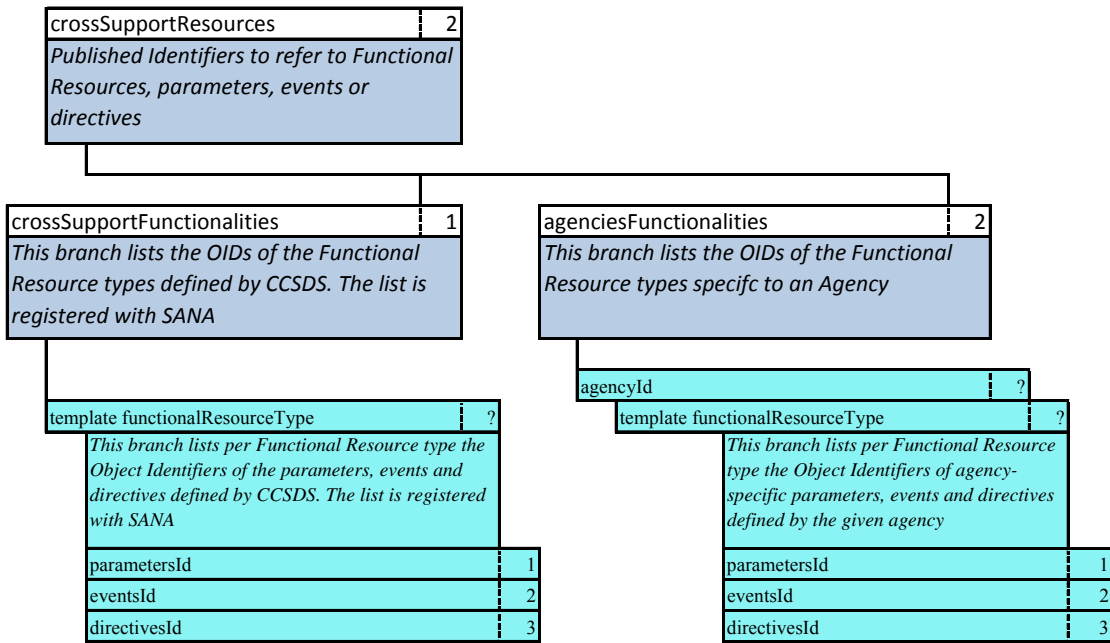 crossSupportResources 2
Published Identifiers to refer to Functional
Resources, parameters, events or
directives
crossSupportFunctionalities 1
This branch lists the OIDs of the Functional
Resource types defined by CCSDS. The list is
registered with SANA
agenciesFunctionalities 2
This branch lists the OIDs of the Functional
Resource types specifc to an Agency
template functionalResourceType ?
This branch lists per Functional Resource type the
Object Identifiers of the parameters, events and
directives defined by CCSDS. The list is registered
with SANA
parametersId 1
eventsId 2
directivesId 3
agencyId ?
template functionalResourceType ?
This branch lists per Functional Resource
type the Object Identifiers of agency-
specific parameters, events and directives
defined by the given agency
parametersId 1
eventsId 2
directivesId 3